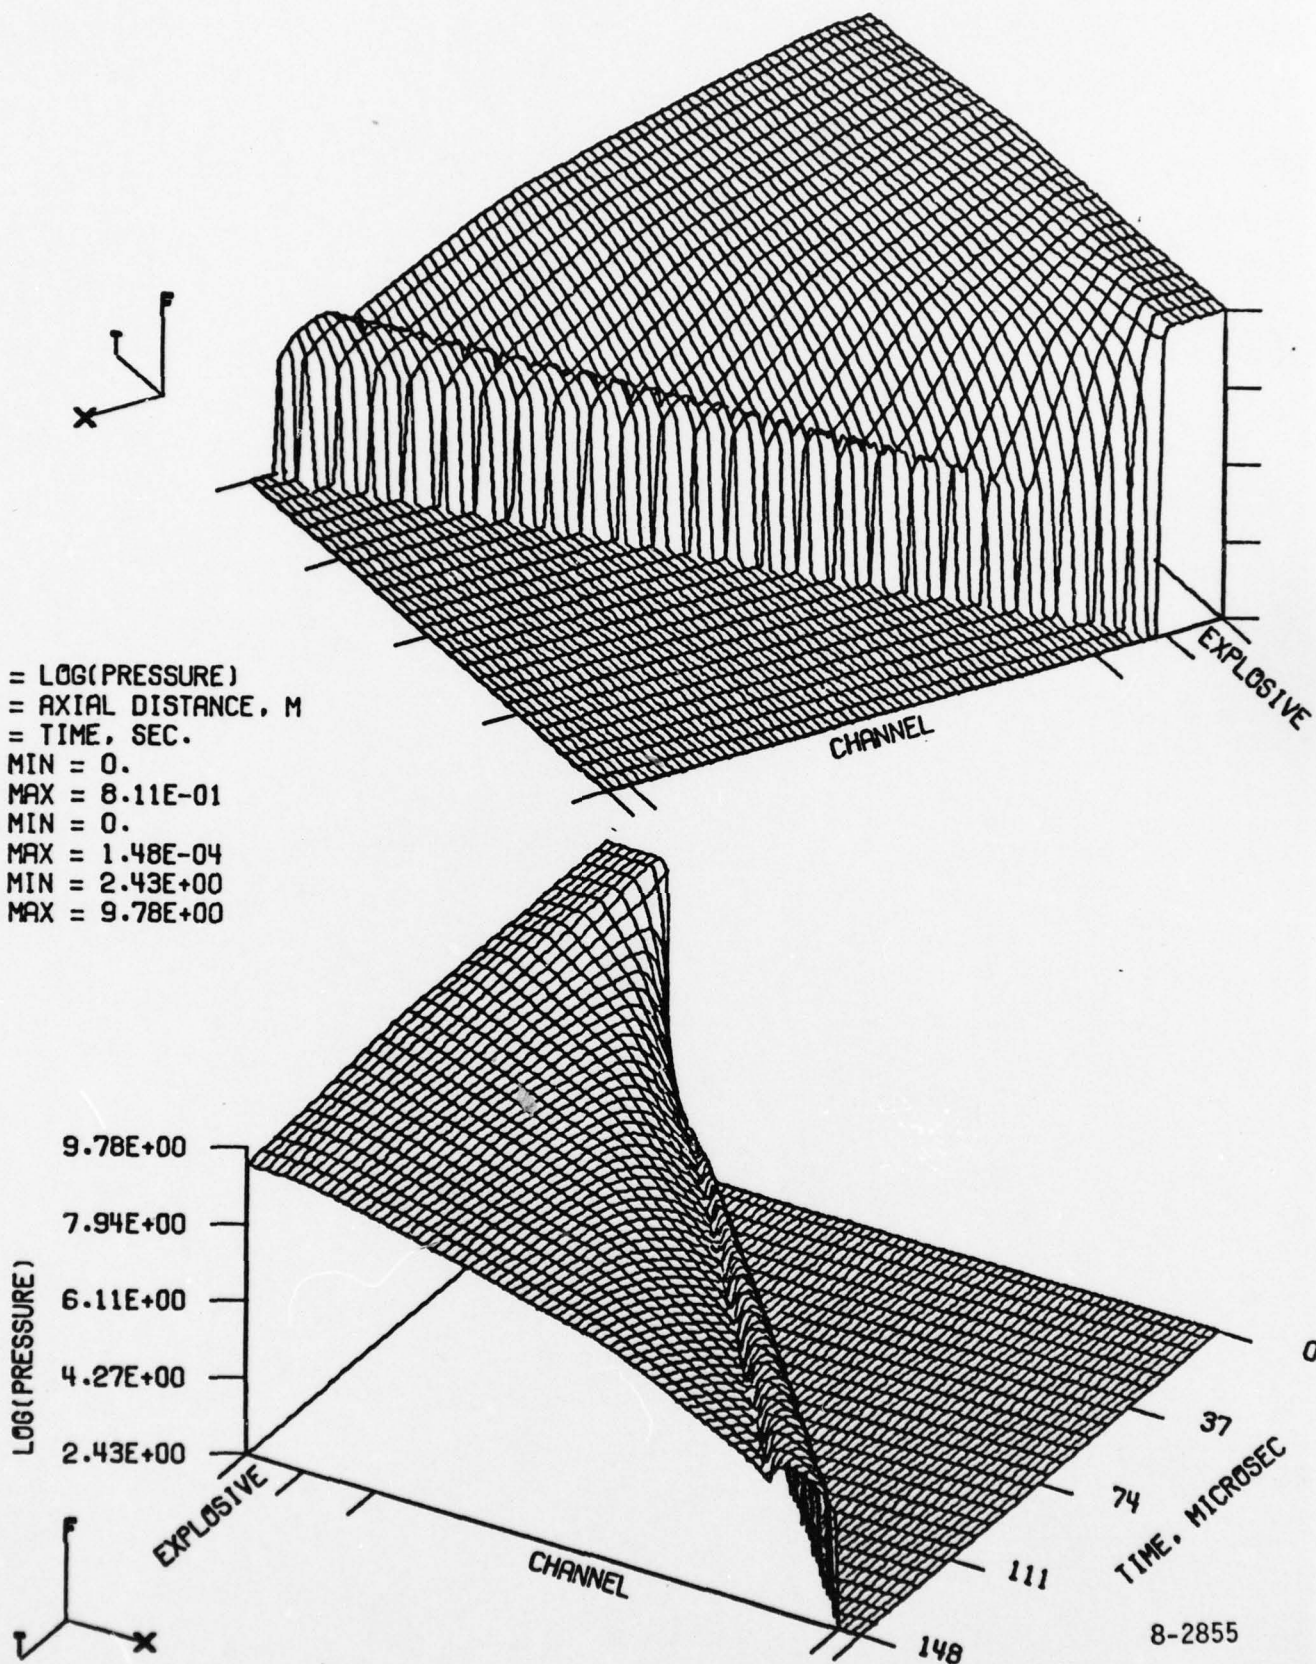 F
T
X
= LOG(PRESSURE)
= AXIAL DISTANCE, M
= TIME, SEC.
MIN = 0.
MAX = 8.11E-01
MIN = 0.
MAX = 1.48E-04
MIN = 2.43E+00
MAX = 9.78E+00
EXPLOSIVE
CHANNEL
9.78E+00
7.94E+00
6.11E+00
4.27E+00
2.43E+00
LOG(PRESSURE)
EXPLOSIVE
CHANNEL
0
37
74
111
148
TIME, MICROSEC
F
T
X
8-2855